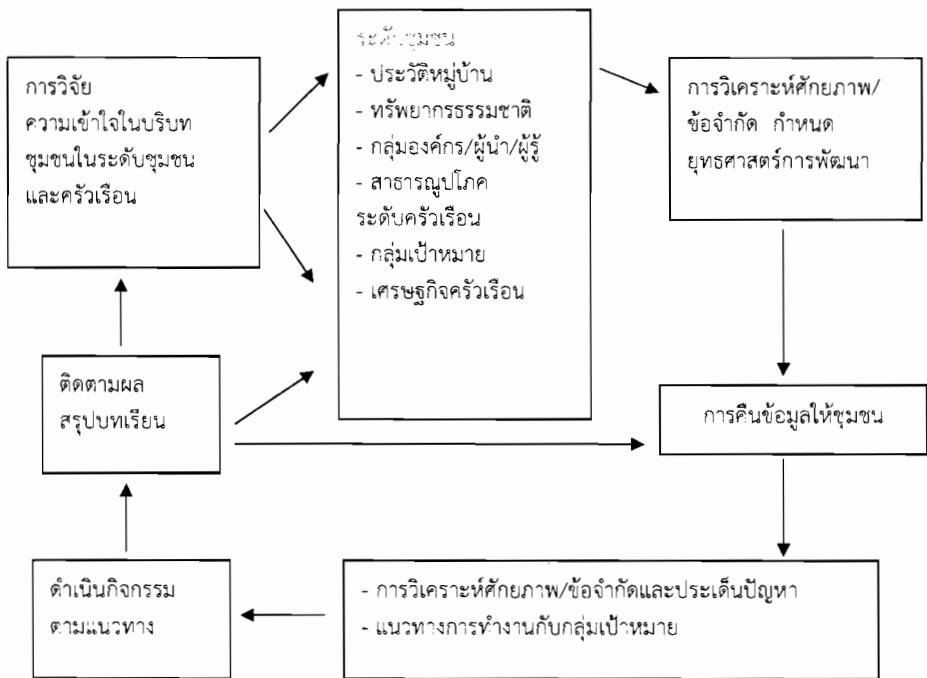 การวิจัย
ความเข้าใจในบริบท
ชุมชนในระดับชุมชน
และครัวเรือน
ระดับชุมชน
- ประวัติหมู่บ้าน
- ทรัพยากรธรรมชาติ
- กลุ่มองค์กร/ผู้นำ/ผู้รู้
- สาธารณูปโภค
ระดับครัวเรือน
- กลุ่มเป้าหมาย
- เศรษฐกิจครัวเรือน
การวิเคราะห์ศักยภาพ/
ข้อจำกัด กำหนด
ยุทธศาสตร์การพัฒนา
ติดตามผล
สรุปบทเรียน
การคืนข้อมูลให้ชุมชน
ดำเนินกิจกรรม
ตามแนวทาง
- การวิเคราะห์ศักยภาพ/ข้อจำกัดและประเด็นปัญหา
- แนวทางการทำงานกับกลุ่มเป้าหมาย